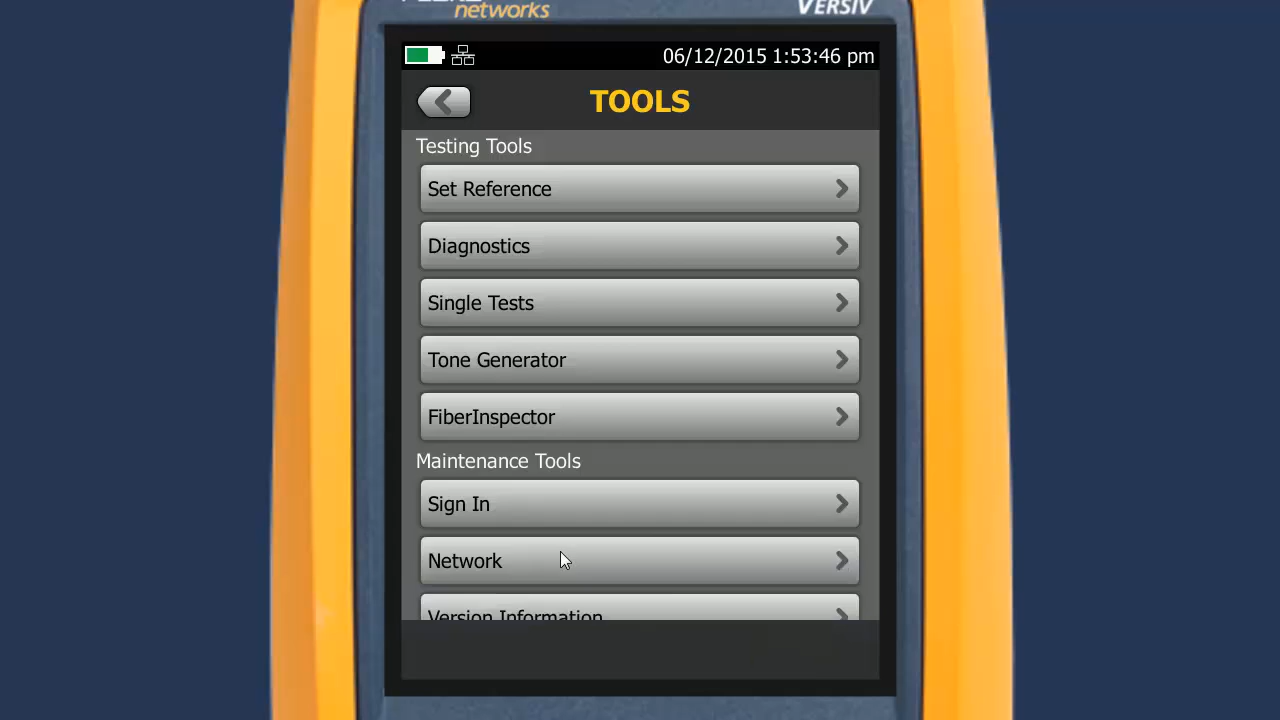 networks
VERSIV
06/12/2015 1:53:46 pm
TOOLS
Testing Tools
Set Reference
Diagnostics
Single Tests
Tone Generator
FiberInspector
Maintenance Tools
Sign In
Network
Version Information